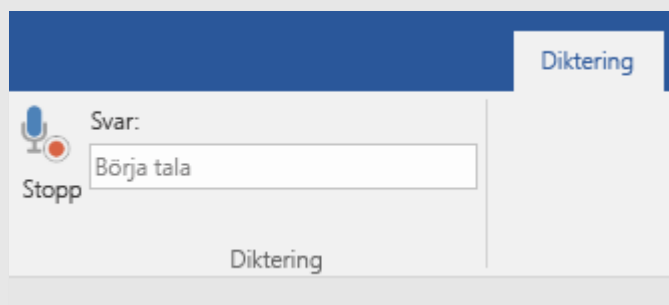 Diktering
Svar:
Börja tala
Stopp
Diktering